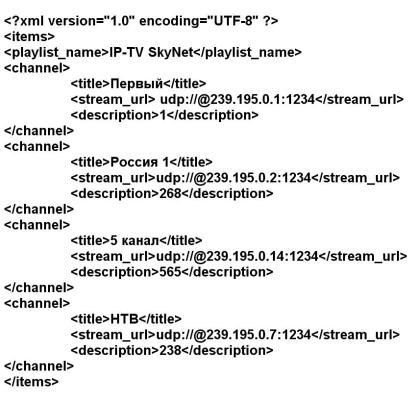 <?xml version="1.0" encoding="UTF-8" ?>
<items>
<playlist_name>IP-TV SkyNet</playlist_name>
<channel>
<title>Первый</title>
<stream_url> udp://@239.195.0.1:1234</stream_url>
<description>1</description>
</channel>
<channel>
<title>Россия 1</title>
<stream_url>udp://@239.195.0.2:1234</stream_url>
<description>268</description>
</channel>
<channel>
<title>5 канал</title>
<stream_url>udp://@239.195.0.14:1234</stream_url>
<description>565</description>
</channel>
<channel>
<title>НТВ</title>
<stream_url>udp://@239.195.0.7:1234</stream_url>
<description>238</description>
</channel>
</items>